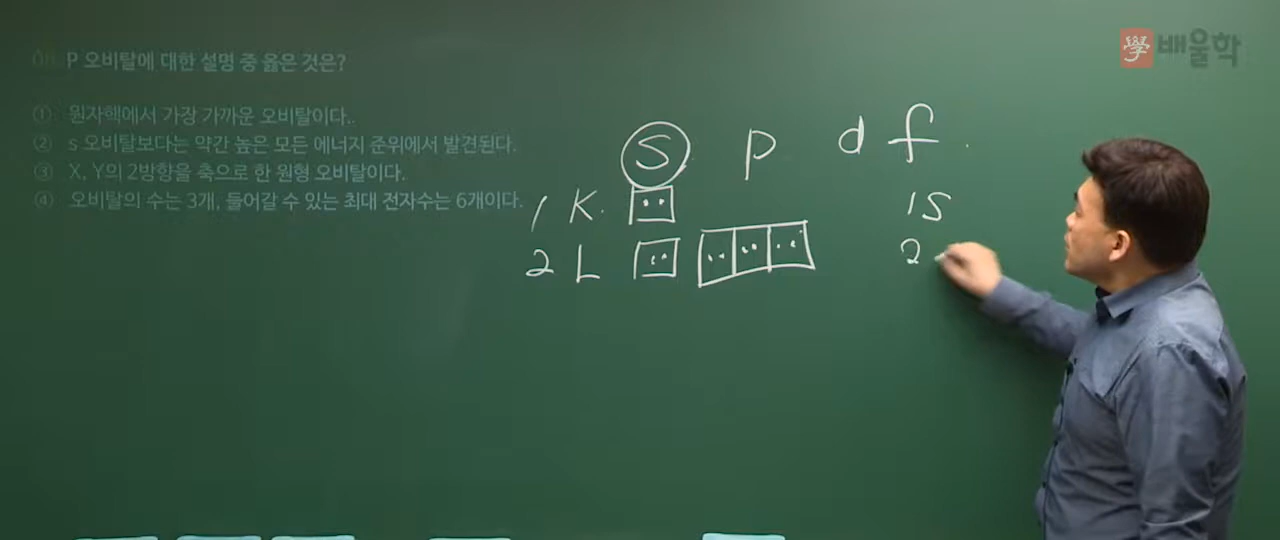 學 배울학
06. P 오비탈에 대한 설명 중 옳은 것은?
① 원자핵에서 가장 가까운 오비탈이다..
② s 오비탈보다는 약간 높은 모든 에너지 준위에서 발견된다.
③ X, Y의 2방향을 축으로 한 원형 오비탈이다.
④ 오비탈의 수는 3개, 들어갈 수 있는 최대 전자수는 6개이다.
S p d f .
1 K.
1S
2 L
2